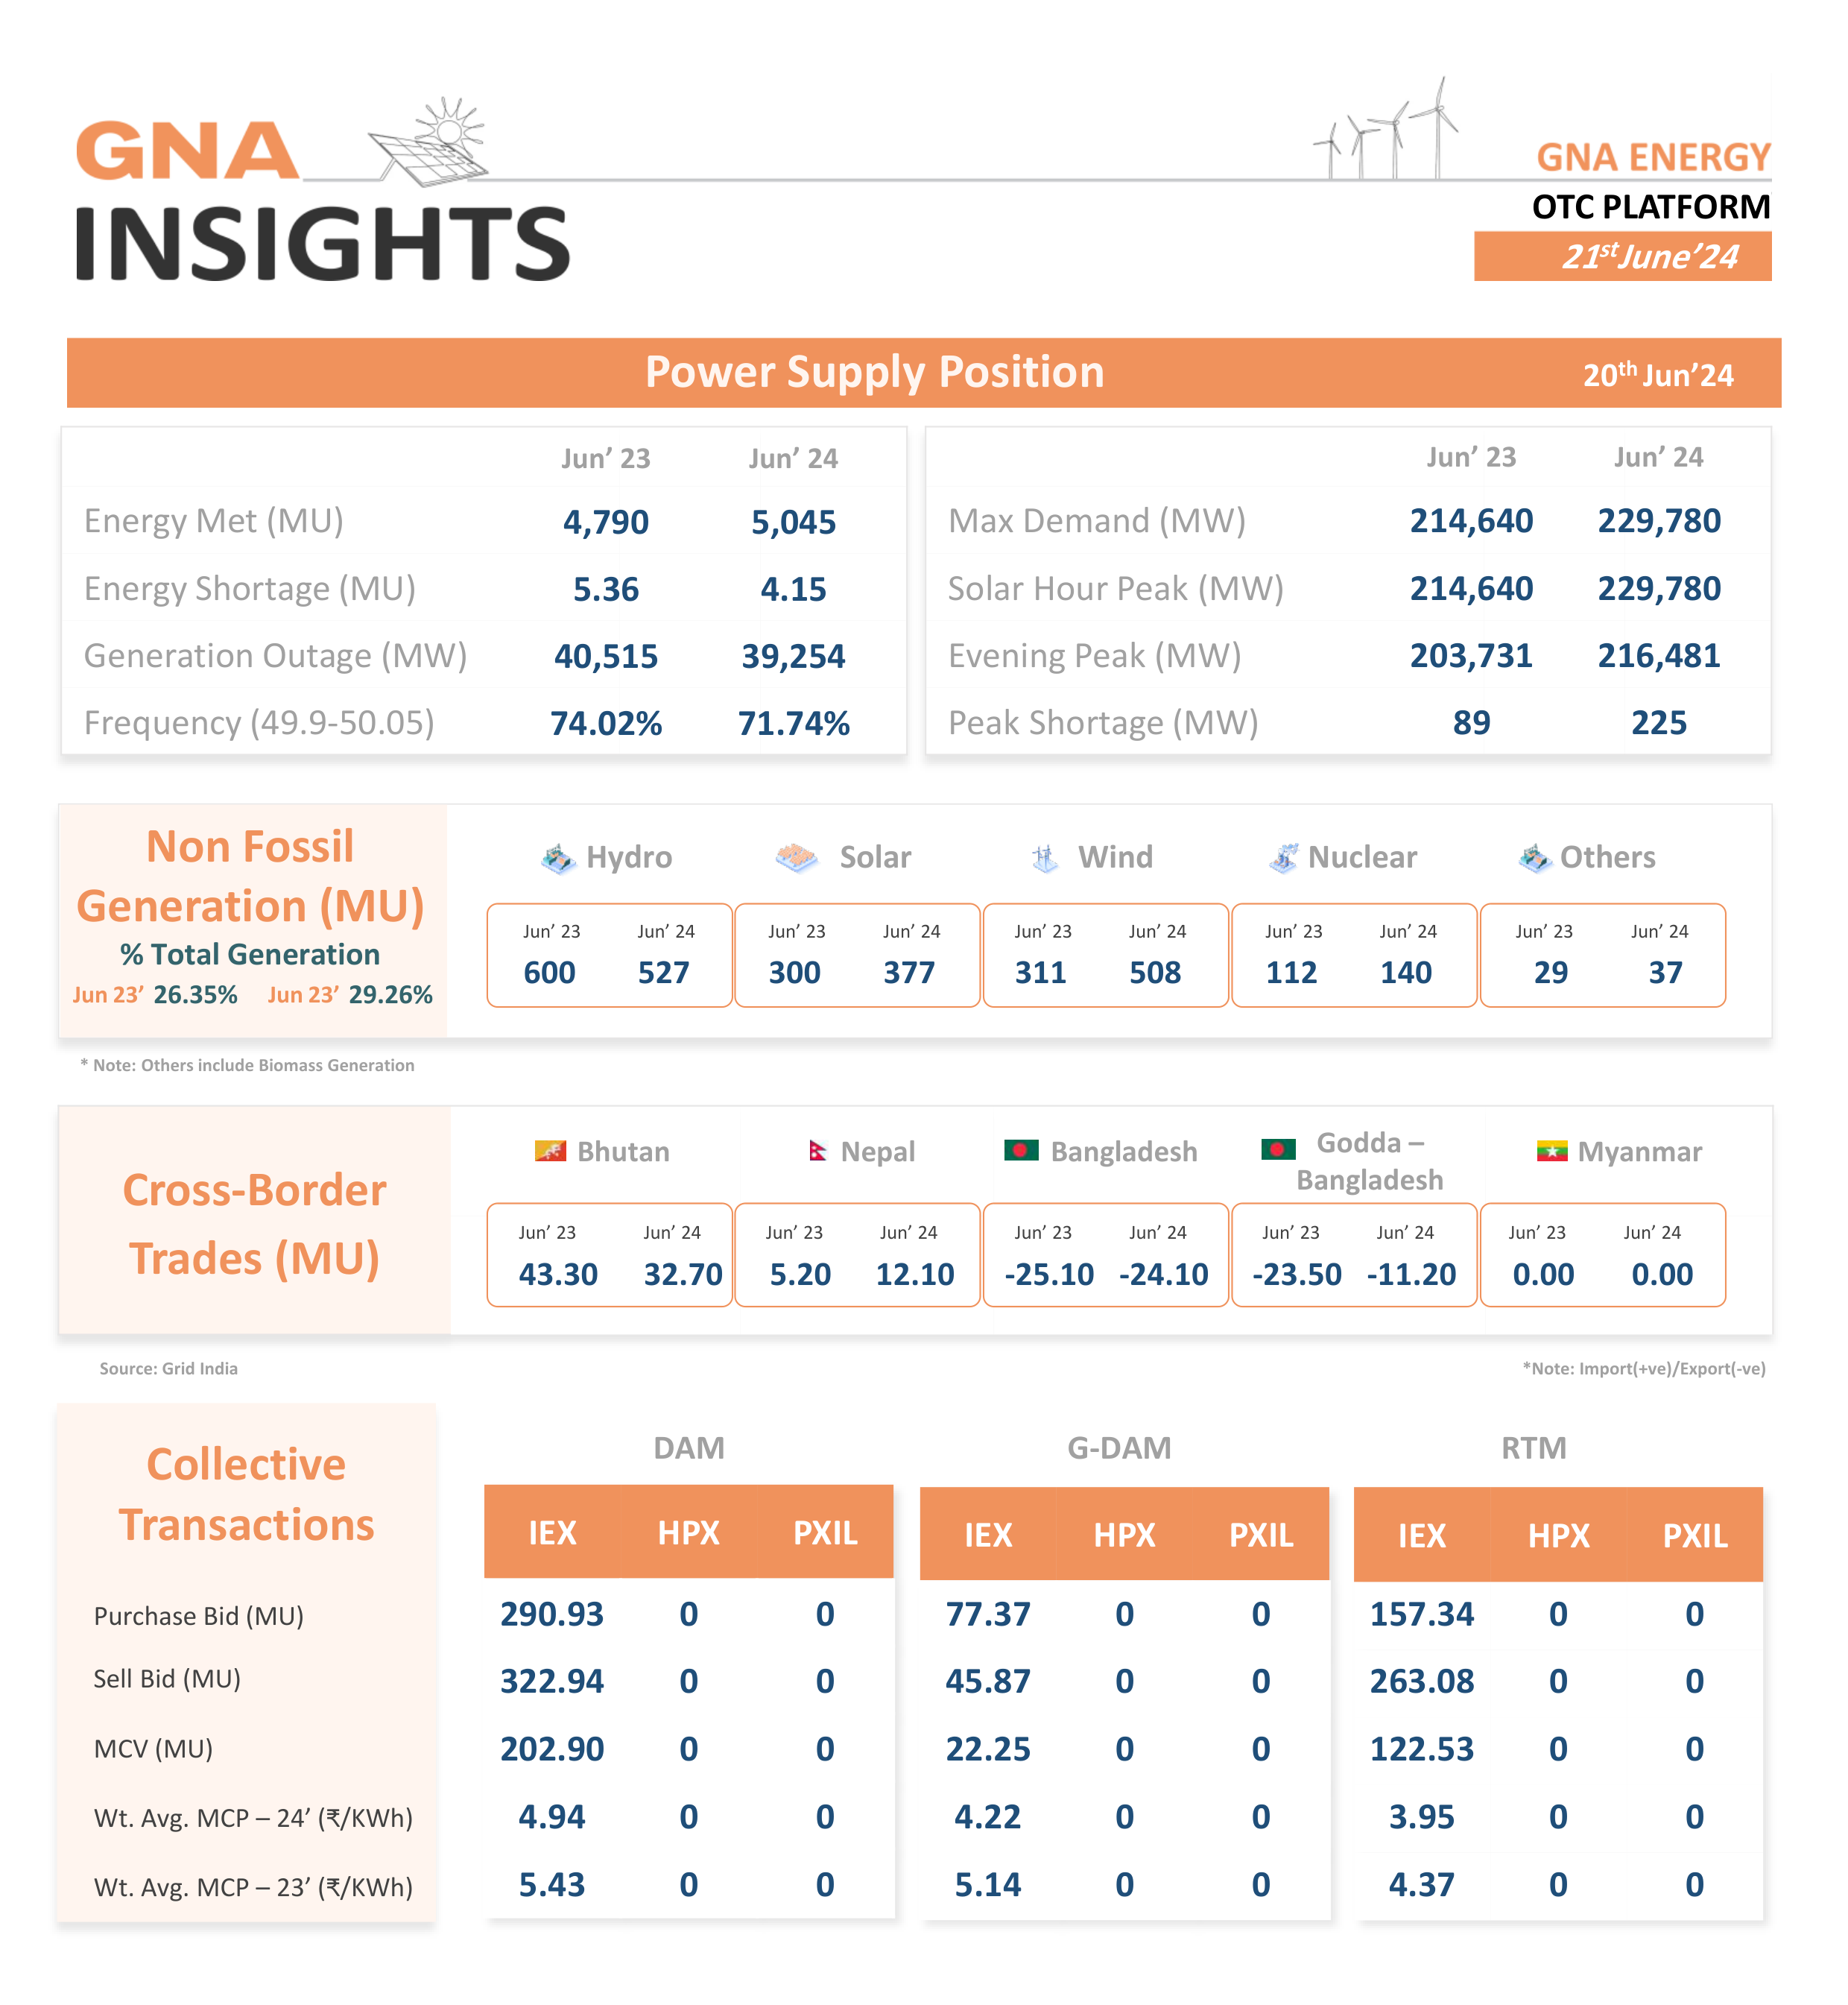 GNA
INSIGHTS
GNA ENERGY
OTC PLATFORM
21st June’24
Power Supply Position 20th Jun’24
Jun’ 23 Jun’ 24
Energy Met (MU) 4,790 5,045
Energy Shortage (MU) 5.36 4.15
Generation Outage (MW) 40,515 39,254
Frequency (49.9-50.05) 74.02% 71.74%
Jun’ 23 Jun’ 24
Max Demand (MW) 214,640 229,780
Solar Hour Peak (MW) 214,640 229,780
Evening Peak (MW) 203,731 216,481
Peak Shortage (MW) 89 225
Non Fossil
Generation (MU)
% Total Generation
Jun 23’ 26.35% Jun 23’ 29.26%
Hydro Solar Wind Nuclear Others
Jun’ 23 Jun’ 24 Jun’ 23 Jun’ 24 Jun’ 23 Jun’ 24 Jun’ 23 Jun’ 24 Jun’ 23 Jun’ 24
600 527 300 377 311 508 112 140 29 37
* Note: Others include Biomass Generation
Cross-Border
Trades (MU)
Bhutan Nepal Bangladesh Godda –
Bangladesh Myanmar
Jun’ 23 Jun’ 24 Jun’ 23 Jun’ 24 Jun’ 23 Jun’ 24 Jun’ 23 Jun’ 24 Jun’ 23 Jun’ 24
43.30 32.70 5.20 12.10 -25.10 -24.10 -23.50 -11.20 0.00 0.00
Source: Grid India *Note: Import(+ve)/Export(-ve)
Collective
Transactions
DAM G-DAM RTM
IEX HPX PXIL IEX HPX PXIL IEX HPX PXIL
Purchase Bid (MU) 290.93 0 0 77.37 0 0 157.34 0 0
Sell Bid (MU) 322.94 0 0 45.87 0 0 263.08 0 0
MCV (MU) 202.90 0 0 22.25 0 0 122.53 0 0
Wt. Avg. MCP – 24’ (₹/KWh) 4.94 0 0 4.22 0 0 3.95 0 0
Wt. Avg. MCP – 23’ (₹/KWh) 5.43 0 0 5.14 0 0 4.37 0 0